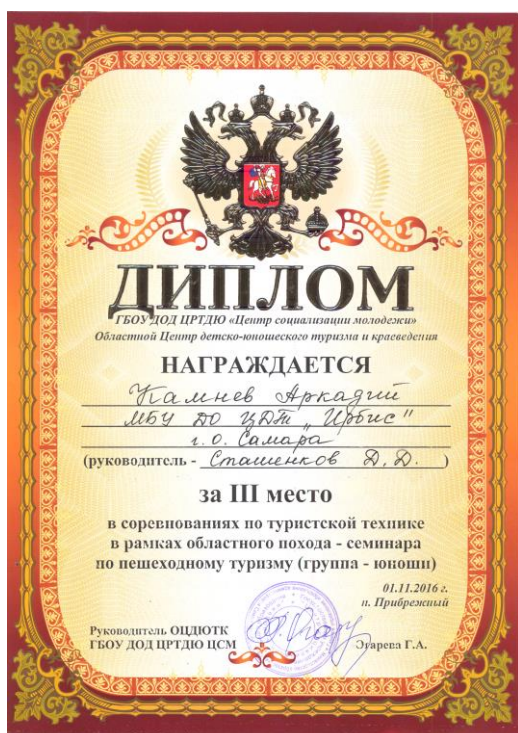 ДИПЛОМ
ГБОУ ДОД ЦРТДЮ «Центр социализации молодежи»
Областной Центр детско-юношеского туризма и краеведения
НАГРАЖДАЕТСЯ
Камнев Аркадий
МБУ ДО ЦДТ "Ирбис"
г.о. Самара
(руководитель - Сташенков Д.Д.)
за III место
в соревнованиях по туристской технике
в рамках областного похода - семинара
по пешеходному туризму (группа - юноши)
01.11.2016 г.
п. Прибрежный
Руководитель ОЦДЮТК
ГБОУ ДОД ЦРТДЮ ЦСМ Эгарева Г.А.